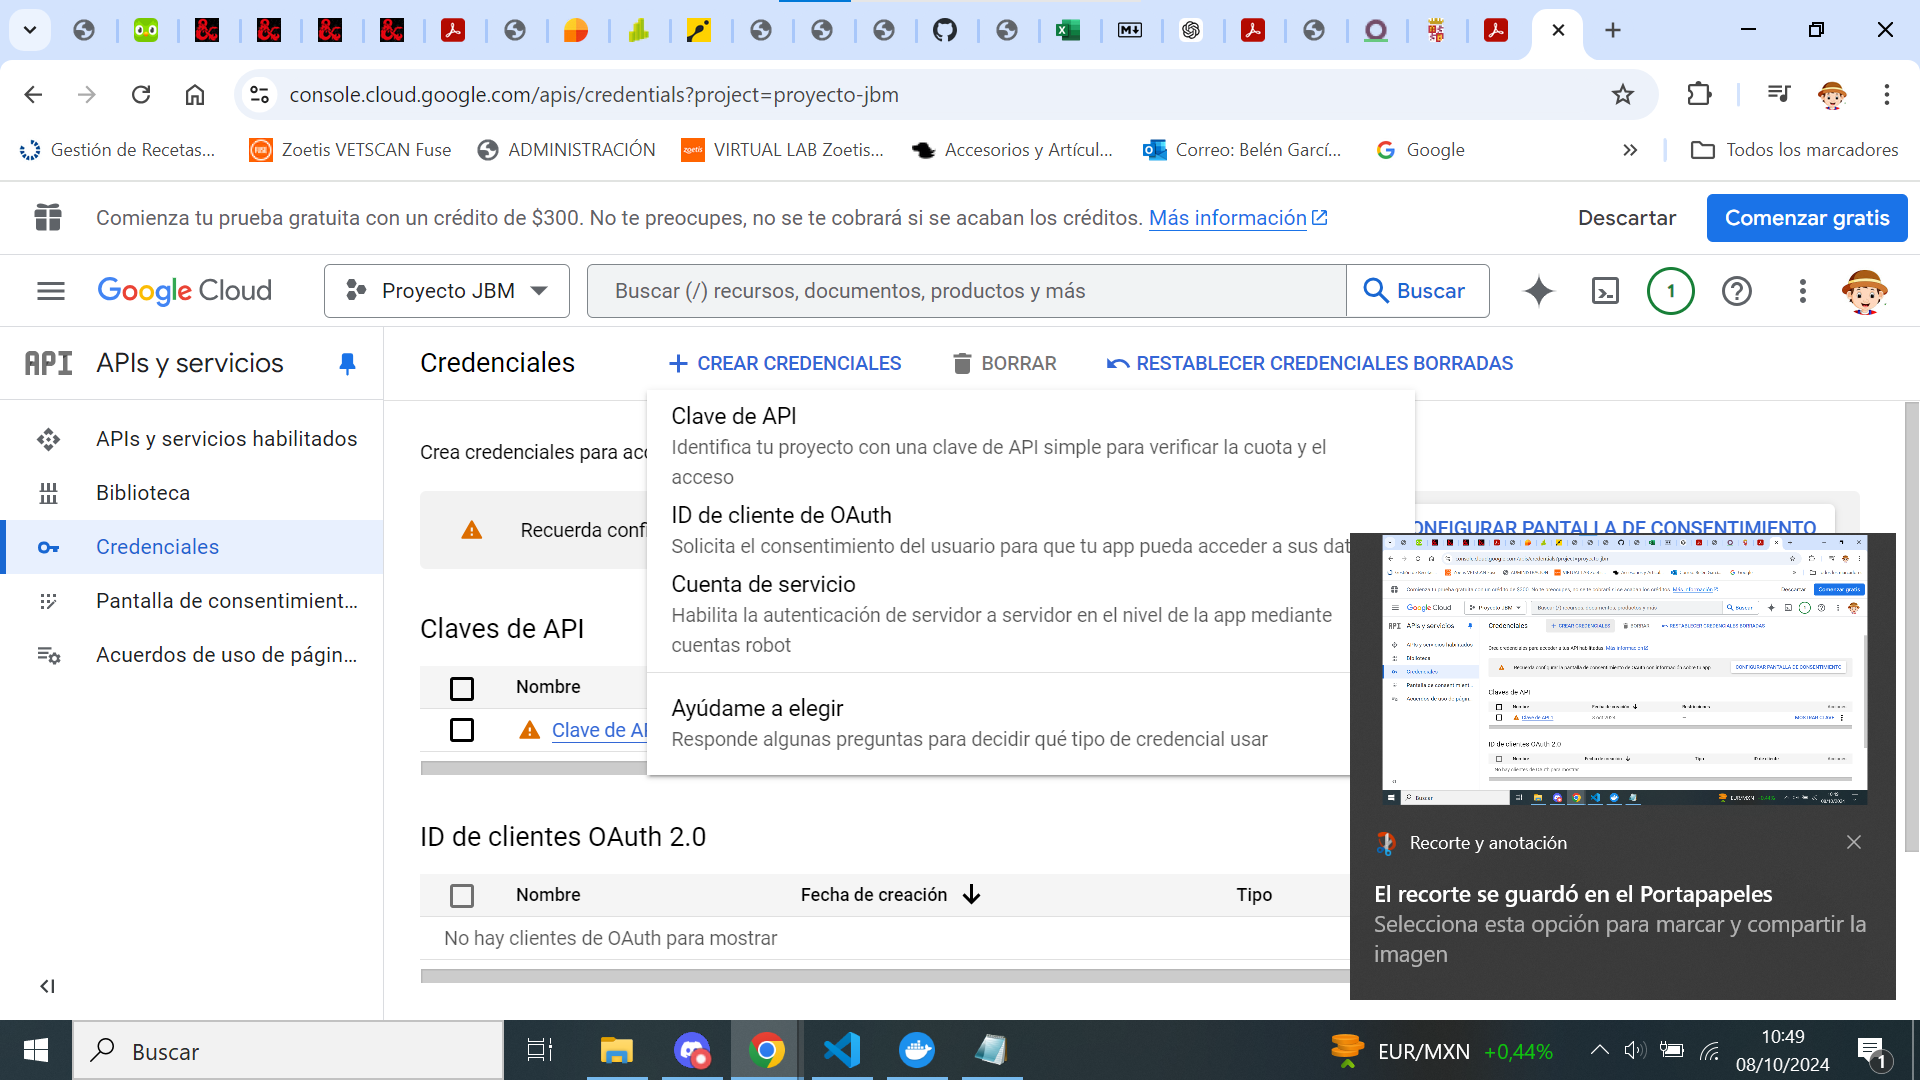 console.cloud.google.com/apis/credentials?project=proyecto-jbm
Gestión de Recetas...
Zoetis VETSCAN Fuse
ADMINISTRACIÓN
VIRTUAL LAB Zoetis...
Accesorios y Artícul...
Correo: Belén Garcí...
Google
Todos los marcadores
Comienza tu prueba gratuita con un crédito de $300. No te preocupes, no se te cobrará si se acaban los créditos. Más información
Descartar
Comenzar gratis
Google Cloud
Proyecto JBM
Buscar (/) recursos, documentos, productos y más
Buscar
1
API APIs y servicios
Credenciales
CREAR CREDENCIALES
BORRAR
RESTABLECER CREDENCIALES BORRADAS
APIs y servicios habilitados
Biblioteca
Credenciales
Pantalla de consentimient...
Acuerdos de uso de págin...
Crea credenciales para acc
Recuerda confi
ONFIGURAR PANTALLA DE CONSENTIMIENTO
Clave de API
Identifica tu proyecto con una clave de API simple para verificar la cuota y el
acceso
ID de cliente de OAuth
Solicita el consentimiento del usuario para que tu app pueda acceder a sus dat
Cuenta de servicio
Habilita la autenticación de servidor a servidor en el nivel de la app mediante
cuentas robot
Ayúdame a elegir
Responde algunas preguntas para decidir qué tipo de credencial usar
Claves de API
Nombre
Clave de AP
ID de clientes OAuth 2.0
Nombre
Fecha de creación
Tipo
No hay clientes de OAuth para mostrar
Recorte y anotación
El recorte se guardó en el Portapapeles
Selecciona esta opción para marcar y compartir la
imagen
Buscar
EUR/MXN +0,44%
10:49
08/10/2024
1